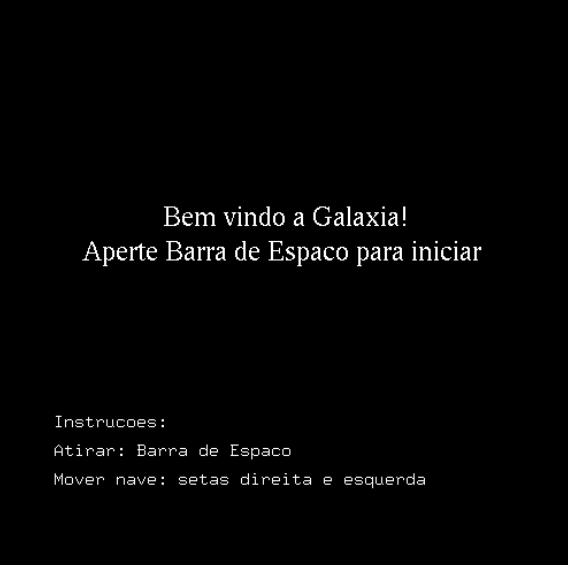 Bem vindo a Galaxia!
Aperte Barra de Espaco para iniciar
Instrucoes:
Atirar: Barra de Espaco
Mover nave: setas direita e esquerda